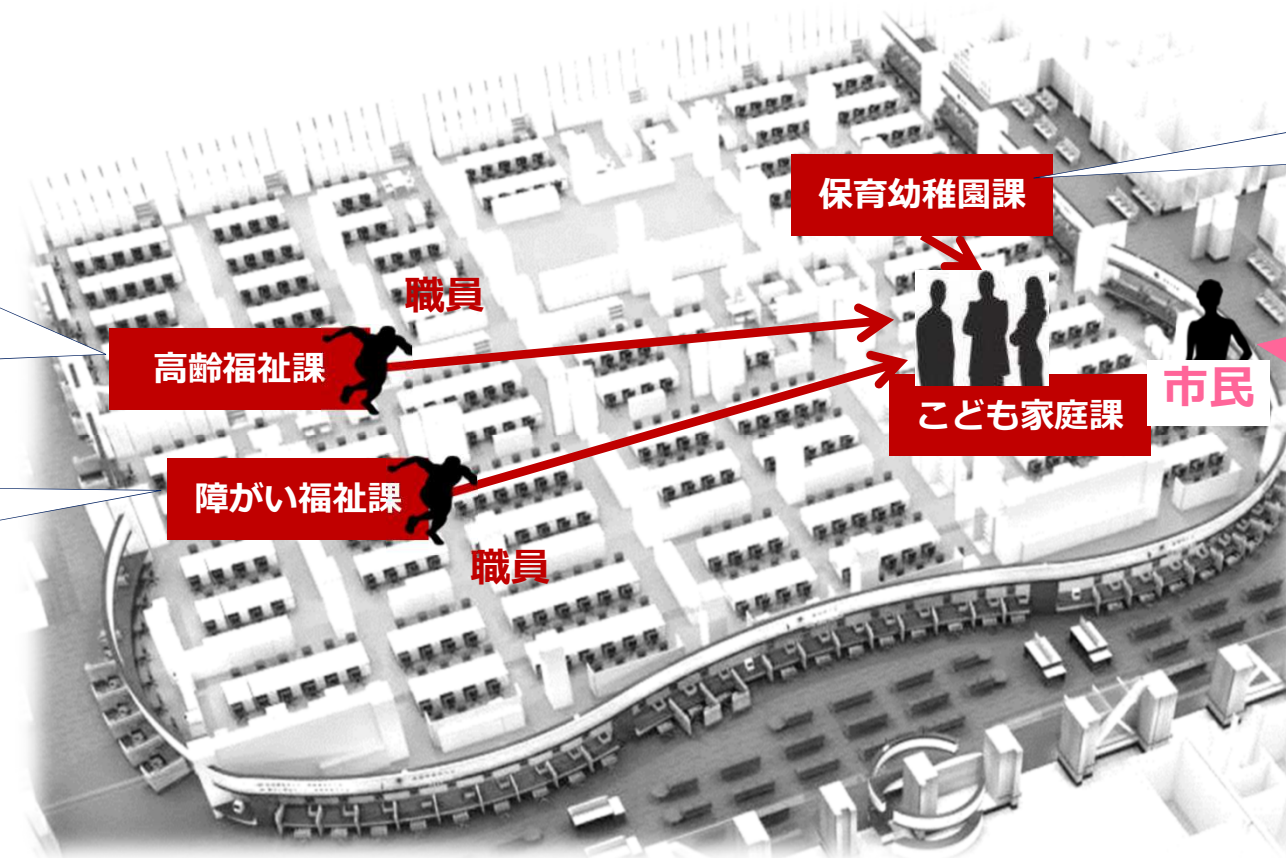 保育幼稚園課
職員
高齢福祉課
こども家庭課
市民
障がい福祉課
職員